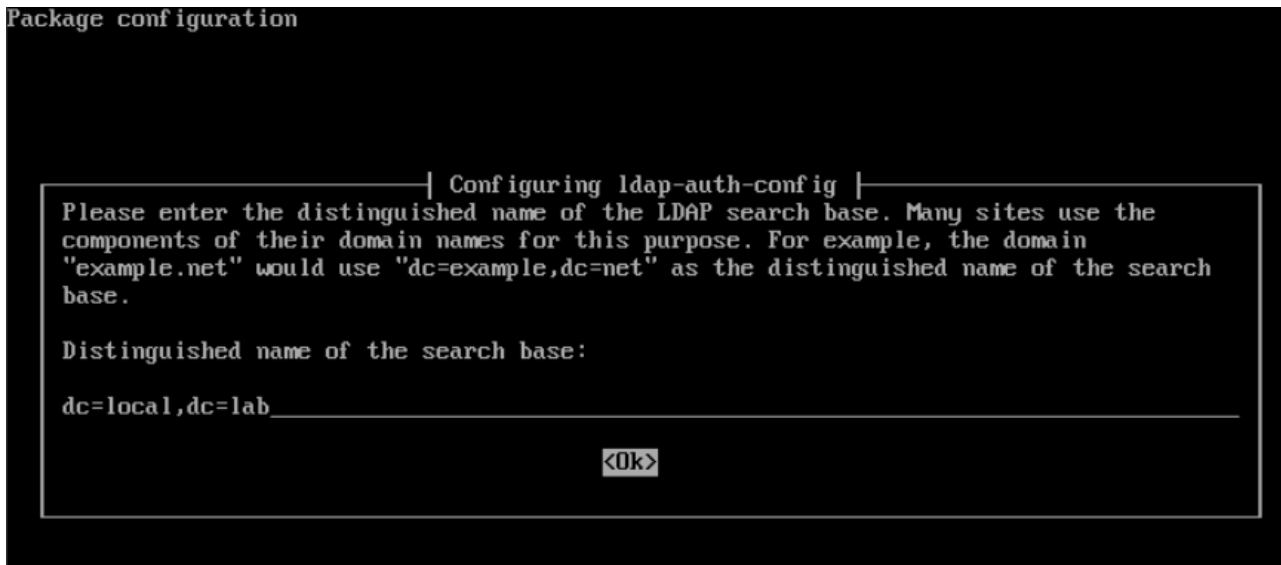 Package configuration
Configuring ldap-auth-config
Please enter the distinguished name of the LDAP search base. Many sites use the
components of their domain names for this purpose. For example, the domain
"example.net" would use "dc=example,dc=net" as the distinguished name of the search
base.
Distinguished name of the search base:
dc=local,dc=lab
<Ok>